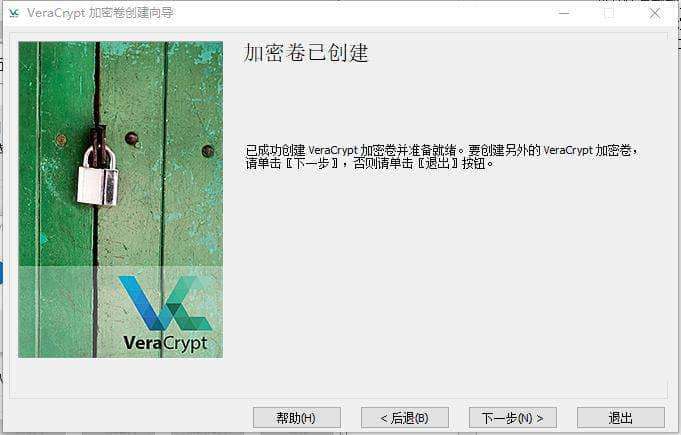 VeraCrypt 加密卷创建向导
加密卷已创建
已成功创建 VeraCrypt 加密卷并准备就绪。要创建另外的 VeraCrypt 加密卷，
请单击〖下一步〗，否则请单击〖退出〗按钮。
VeraCrypt
帮助(H)
< 后退(B)
下一步(N) >
退出